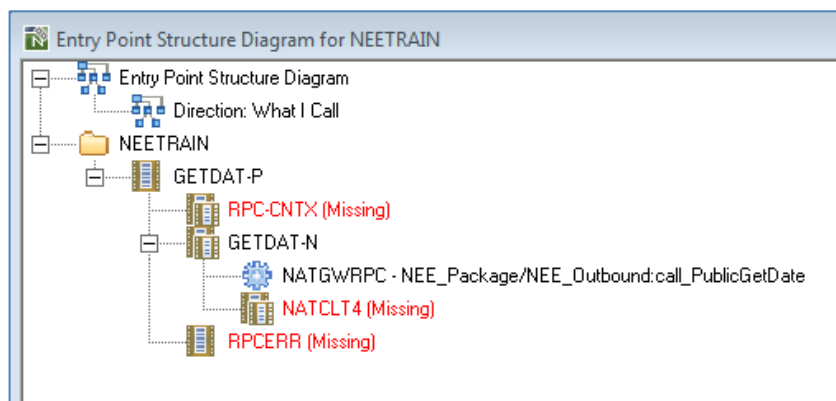 Entry Point Structure Diagram for NEETRAIN
Entry Point Structure Diagram
Direction: What I Call
NEETRAIN
GETDAT-P
RPC-CNTX (Missing)
GETDAT-N
NATGWRPC - NEE_Package/NEE_Outbound:call_PublicGetDate
NATCLT4 (Missing)
RPCERR (Missing)